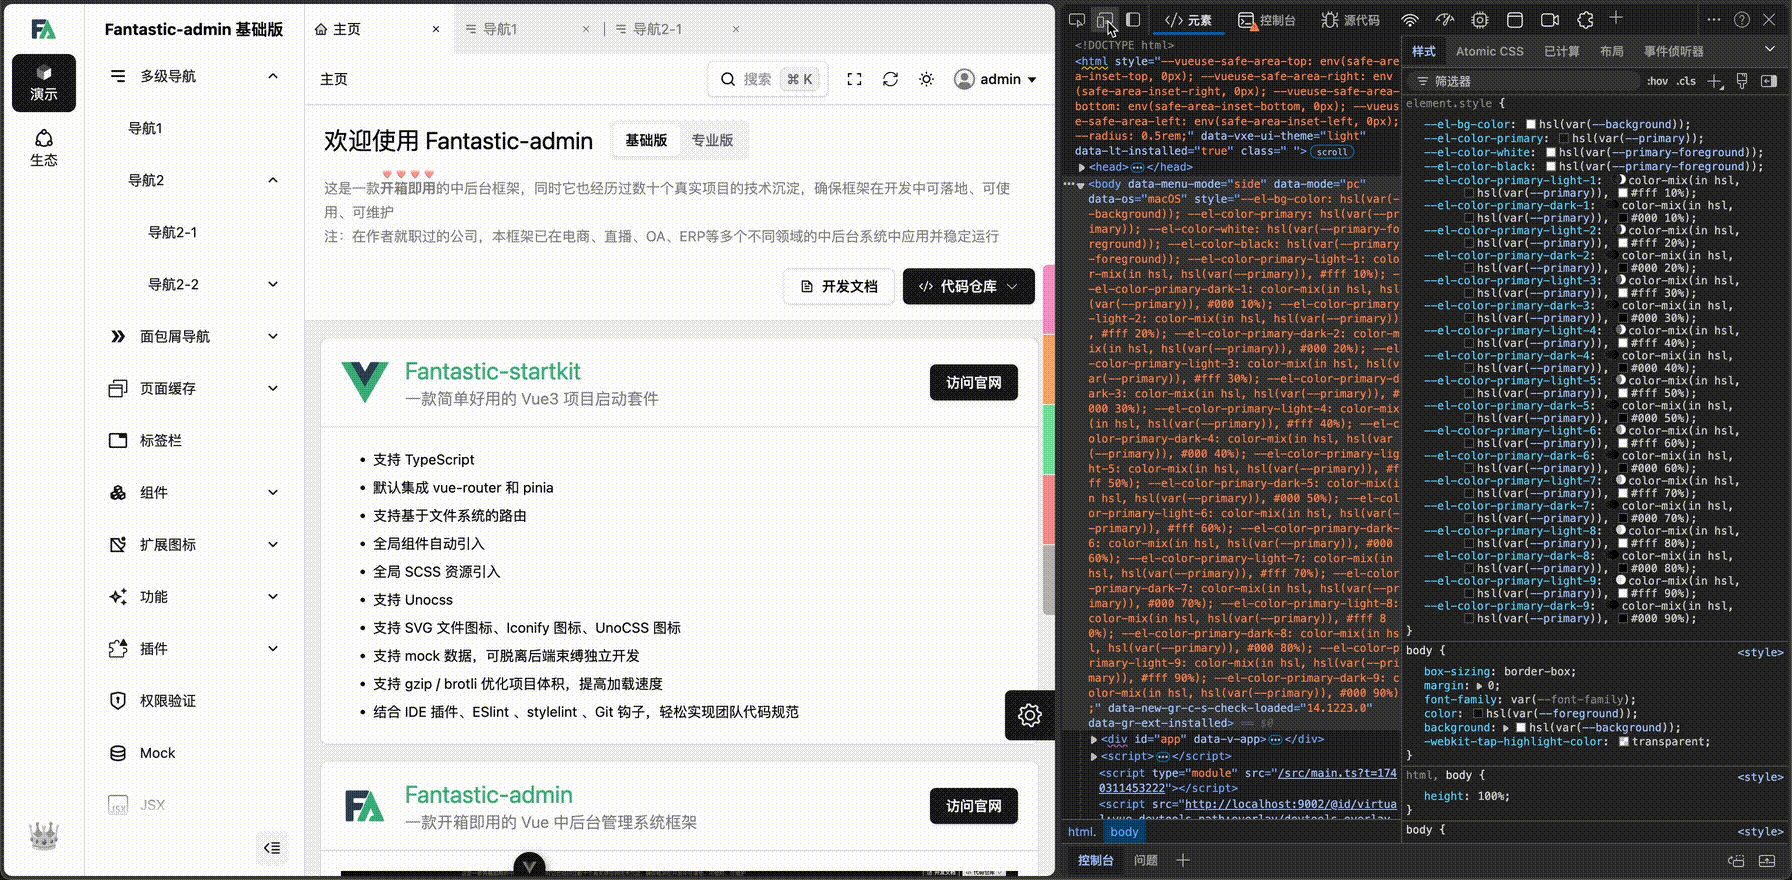 演示
生态
Fantastic-admin 基础版
多级导航
导航1
导航2
导航2-1
导航2-2
面包屑导航
页面缓存
标签栏
组件
扩展图标
功能
插件
权限验证
Mock
JSX
主页 × 导航1 × 导航2-1 ×
主页
搜索 ⌘ K
admin
欢迎使用 Fantastic-admin
基础版 专业版
这是一款开箱即用的中后台框架，同时它也经历过数十个真实项目的技术沉淀，确保框架在开发中可落地、可使
用、可维护
注：在作者就职过的公司，本框架已在电商、直播、OA、ERP等多个不同领域的中后台系统中应用并稳定运行
开发文档
代码仓库
Fantastic-startkit
一款简单好用的 Vue3 项目启动套件
访问官网
• 支持 TypeScript
• 默认集成 vue-router 和 pinia
• 支持基于文件系统的路由
• 全局组件自动引入
• 全局 SCSS 资源引入
• 支持 Unocss
• 支持 SVG 文件图标、Iconify 图标、UnoCSS 图标
• 支持 mock 数据，可脱离后端束缚独立开发
• 支持 gzip / brotli 优化项目体积，提高加载速度
• 结合 IDE 插件、ESlint 、stylelint 、Git 钩子，轻松实现团队代码规范
Fantastic-admin
一款开箱即用的 Vue 中后台管理系统框架
访问官网
元素 控制台 源代码
<!DOCTYPE html>
<html style="--vueuse-safe-area-top: env(safe-are
a-inset-top, 0px); --vueuse-safe-area-right: env
(safe-area-inset-right, 0px); --vueuse-safe-area-
bottom: env(safe-area-inset-bottom, 0px); --vueus
e-safe-area-left: env(safe-area-inset-left, 0px);
--radius: 0.5rem;" data-vxe-ui-theme="light"
data-lt-installed="true" class=" "> scroll
<head>…</head>
<body data-menu-mode="side" data-mode="pc"
data-os="macOS" style="--el-bg-color: hsl(var(-
-background)); --el-color-primary: hsl(var(--pr
imary)); --el-color-white: hsl(var(--primary-fo
reground)); --el-color-black: hsl(var(--primary
-foreground)); --el-color-primary-light-1: colo
r-mix(in hsl, hsl(var(--primary)), #fff 10%); -
-el-color-primary-dark-1: color-mix(in hsl, hsl
(var(--primary)), #000 10%); --el-color-primary
-light-2: color-mix(in hsl, hsl(var(--primary))
, #fff 20%); --el-color-primary-dark-2: color-m
ix(in hsl, hsl(var(--primary)), #000 20%); --el
-color-primary-light-3: color-mix(in hsl, hsl(v
ar(--primary)), #fff 30%); --el-color-primary-d
ark-3: color-mix(in hsl, hsl(var(--primary)), #
000 30%); --el-color-primary-light-4: color-mix
(in hsl, hsl(var(--primary)), #fff 40%); --el-c
olor-primary-dark-4: color-mix(in hsl, hsl(var
(--primary)), #000 40%); --el-color-primary-lig
ht-5: color-mix(in hsl, hsl(var(--primary)), #f
ff 50%); --el-color-primary-dark-5: color-mix(i
n hsl, hsl(var(--primary)), #000 50%); --el-col
or-primary-light-6: color-mix(in hsl, hsl(var(-
-primary)), #fff 60%); --el-color-primary-dark-
6: color-mix(in hsl, hsl(var(--primary)), #000
60%); --el-color-primary-light-7: color-mix(in
hsl, hsl(var(--primary)), #fff 70%); --el-color
-primary-dark-7: color-mix(in hsl, hsl(var(--pr
imary)), #000 70%); --el-color-primary-light-8:
color-mix(in hsl, hsl(var(--primary)), #fff 8
0%); --el-color-primary-dark-8: color-mix(in hs
l, hsl(var(--primary)), #000 80%); --el-color-p
rimary-light-9: color-mix(in hsl, hsl(var(--pri
mary)), #fff 90%); --el-color-primary-dark-9: c
olor-mix(in hsl, hsl(var(--primary)), #000 90%)
;" data-new-gr-c-s-check-loaded="14.1223.0"
data-gr-ext-installed> == $0
<div id="app" data-v-app>…</div>
<script>…</script>
<script type="module" src="/src/main.ts?t=174
0311453222"></script>
<script src="http://localhost:9002/@id/virtua
html. body
控制台 问题
样式 Atomic CSS 已计算 布局 事件侦听器
筛选器 :hov .cls
element.style {
--el-bg-color: hsl(var(--background));
--el-color-primary: hsl(var(--primary));
--el-color-white: hsl(var(--primary-foreground));
--el-color-black: hsl(var(--primary-foreground));
--el-color-primary-light-1: color-mix(in hsl,
hsl(var(--primary)), #fff 10%);
--el-color-primary-dark-1: color-mix(in hsl,
hsl(var(--primary)), #000 10%);
--el-color-primary-light-2: color-mix(in hsl,
hsl(var(--primary)), #fff 20%);
--el-color-primary-dark-2: color-mix(in hsl,
hsl(var(--primary)), #000 20%);
--el-color-primary-light-3: color-mix(in hsl,
hsl(var(--primary)), #fff 30%);
--el-color-primary-dark-3: color-mix(in hsl,
hsl(var(--primary)), #000 30%);
--el-color-primary-light-4: color-mix(in hsl,
hsl(var(--primary)), #fff 40%);
--el-color-primary-dark-4: color-mix(in hsl,
hsl(var(--primary)), #000 40%);
--el-color-primary-light-5: color-mix(in hsl,
hsl(var(--primary)), #fff 50%);
--el-color-primary-dark-5: color-mix(in hsl,
hsl(var(--primary)), #000 50%);
--el-color-primary-light-6: color-mix(in hsl,
hsl(var(--primary)), #fff 60%);
--el-color-primary-dark-6: color-mix(in hsl,
hsl(var(--primary)), #000 60%);
--el-color-primary-light-7: color-mix(in hsl,
hsl(var(--primary)), #fff 70%);
--el-color-primary-dark-7: color-mix(in hsl,
hsl(var(--primary)), #000 70%);
--el-color-primary-light-8: color-mix(in hsl,
hsl(var(--primary)), #fff 80%);
--el-color-primary-dark-8: color-mix(in hsl,
hsl(var(--primary)), #000 80%);
--el-color-primary-light-9: color-mix(in hsl,
hsl(var(--primary)), #fff 90%);
--el-color-primary-dark-9: color-mix(in hsl,
hsl(var(--primary)), #000 90%);
}
body { <style>
box-sizing: border-box;
margin: 0;
font-family: var(--font-family);
color: hsl(var(--foreground));
background: hsl(var(--background));
-webkit-tap-highlight-color: transparent;
}
html, body { <style>
height: 100%;
}
body { <style>